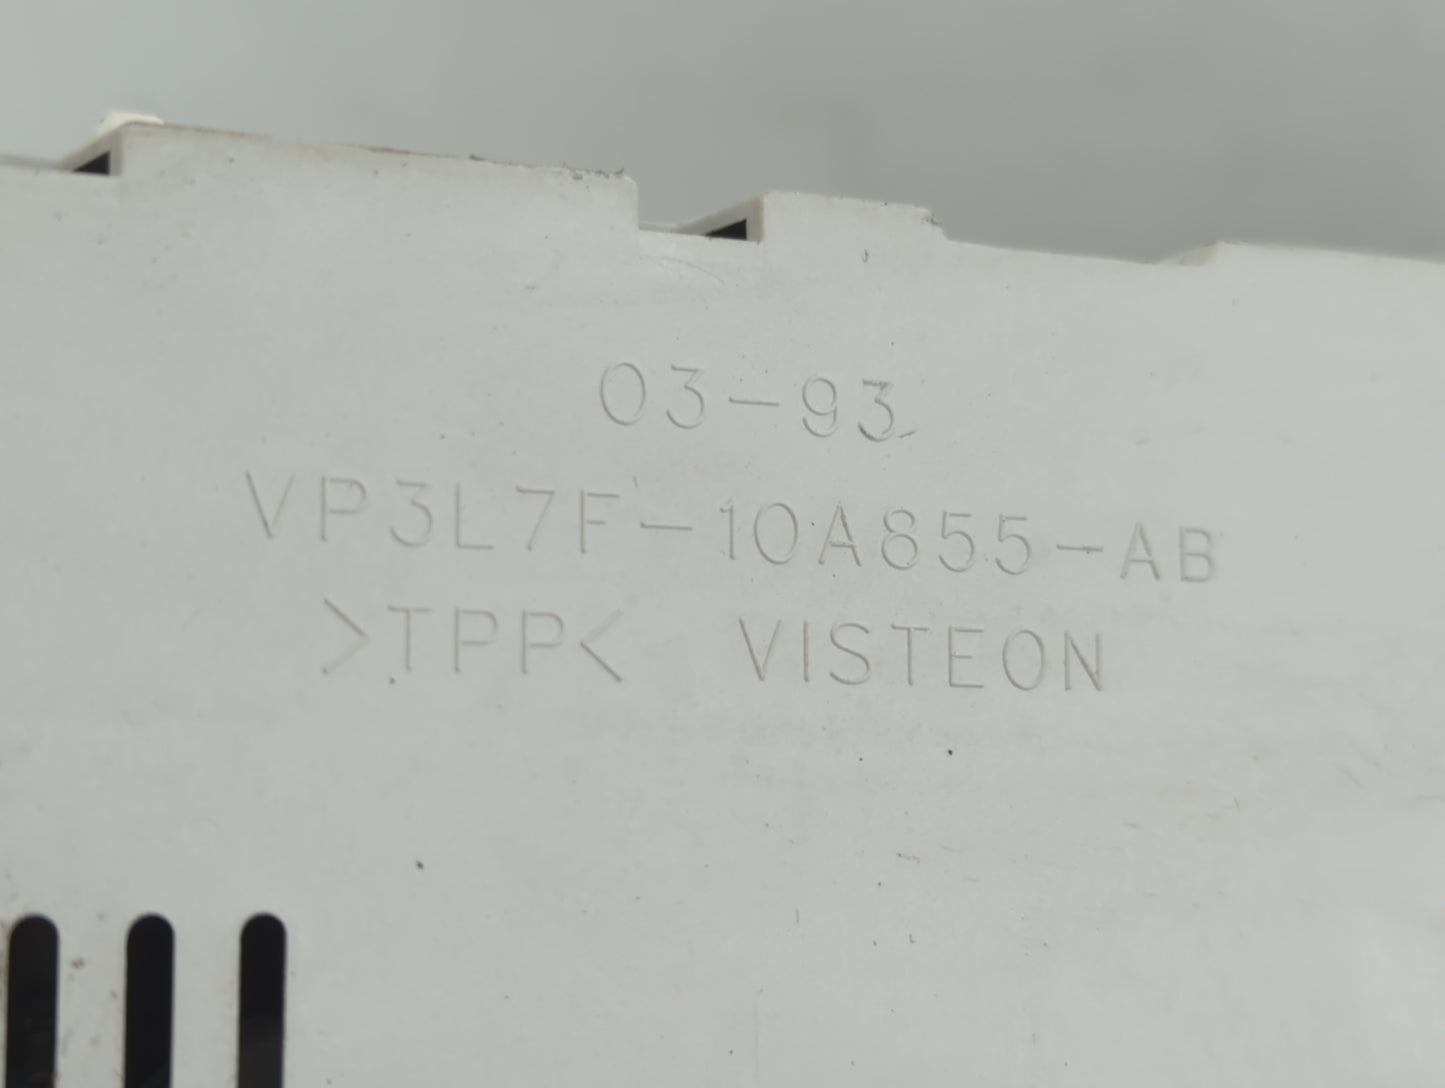 03-93
VP3L7F-10A855-AB
>TPP< VISTEON